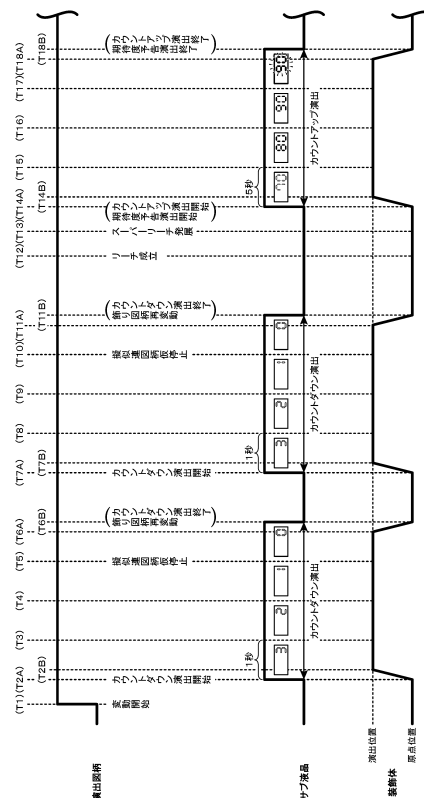 (T1)
(T2A)
(T2B)
(T3)
(T4)
(T5)
(T6A)
(T6B)
(T7A)
(T7B)
(T8)
(T9)
(T10)(T11A)
(T11B)
(T12)(T13)(T14A)
(T14B)
(T15)
(T16)
(T17)(T18A)
(T18B)
変動開始
カウントダウン演出開始
擬似連図柄仮停止
(カウントダウン演出終了
飾り図柄再変動)
カウントダウン演出開始
擬似連図柄仮停止
(カウントダウン演出終了
飾り図柄再変動)
リーチ成立
スーパーリーチ発展
(カウントアップ演出開始
期待度予告演出開始)
(カウントアップ演出終了
期待度予告演出終了)
演出図柄
サブ液晶
1秒
3
2
1
0
カウントダウン演出
1秒
3
2
1
0
カウントダウン演出
5秒
70
80
90
90
カウントアップ演出
演出位置
原点位置
装飾体